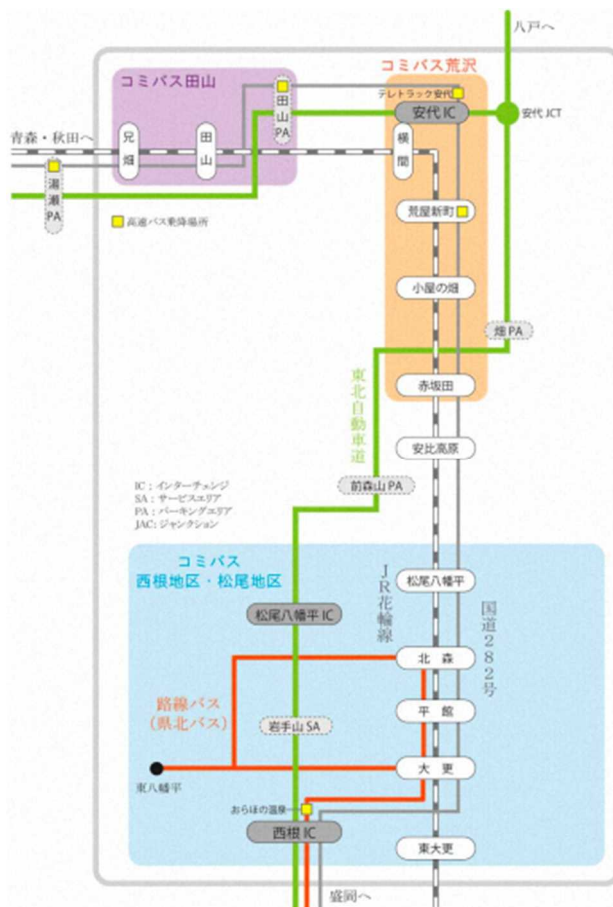 八戸へ
コミバス荒沢
コミバス田山
テレトラック安代
田山PA
安代 IC
安代 JCT
青森・秋田へ
兄畑
田山
横間
湯瀬PA
高速バス乗降場所
荒屋新町
小屋の畑
畑 PA
東北自動車道
赤坂田
安比高原
IC : インターチェンジ
SA : サービスエリア
PA : パーキングエリア
JAC: ジャンクション
前森山 PA
コミバス
西根地区・松尾地区
JR花輪線
松尾八幡平
国道282号
松尾八幡平 IC
北森
路線バス
(県北バス)
平館
岩手山 SA
大更
東八幡平
おらほの温泉
西根 IC
東大更
盛岡へ